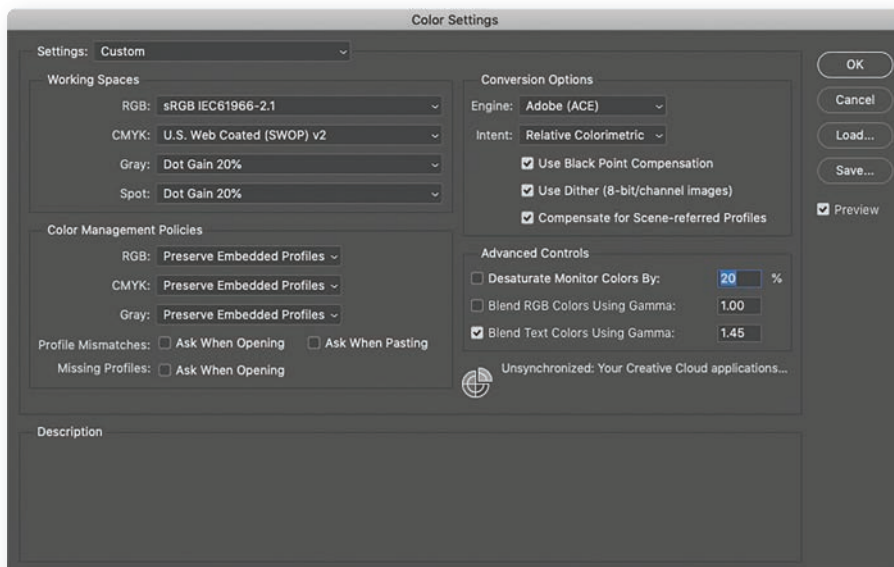 Color Settings
Settings: Custom
Working Spaces
RGB: sRGB IEC61966-2.1
CMYK: U.S. Web Coated (SWOP) v2
Gray: Dot Gain 20%
Spot: Dot Gain 20%
Color Management Policies
RGB: Preserve Embedded Profiles
CMYK: Preserve Embedded Profiles
Gray: Preserve Embedded Profiles
Profile Mismatches: Ask When Opening Ask When Pasting
Missing Profiles: Ask When Opening
Conversion Options
Engine: Adobe (ACE)
Intent: Relative Colorimetric
Use Black Point Compensation
Use Dither (8-bit/channel images)
Compensate for Scene-referred Profiles
Advanced Controls
Desaturate Monitor Colors By: 20 %
Blend RGB Colors Using Gamma: 1.00
Blend Text Colors Using Gamma: 1.45
Unsynchronized: Your Creative Cloud applications...
OK
Cancel
Load...
Save...
Preview
Description